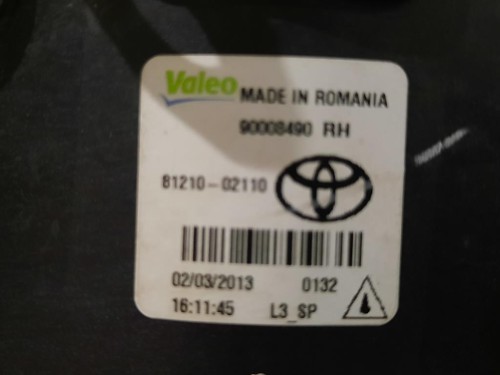 Valeo MADE IN ROMANIA
90008490 RH
81210-02110
02/03/2013 0132
16:11:45 L3_SP